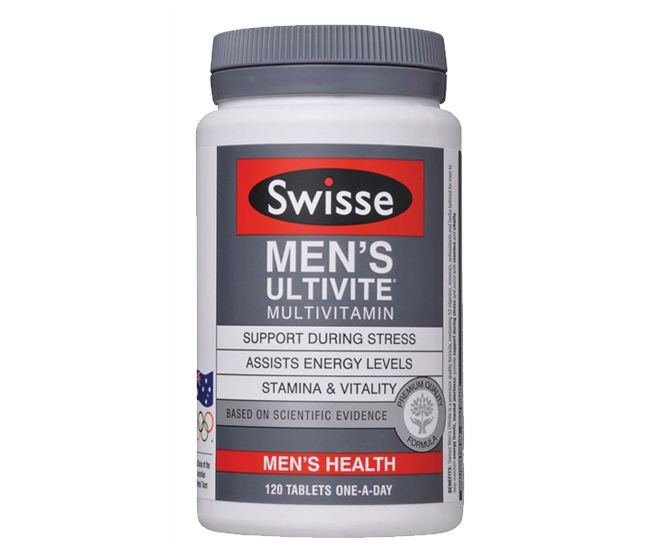 Swisse
MEN'S
ULTIVITE®
MULTIVITAMIN
SUPPORT DURING STRESS
ASSISTS ENERGY LEVELS
STAMINA & VITALITY
BASED ON SCIENTIFIC EVIDENCE
PREMIUM QUALITY
FORMULA
MEN'S HEALTH
120 TABLETS ONE-A-DAY